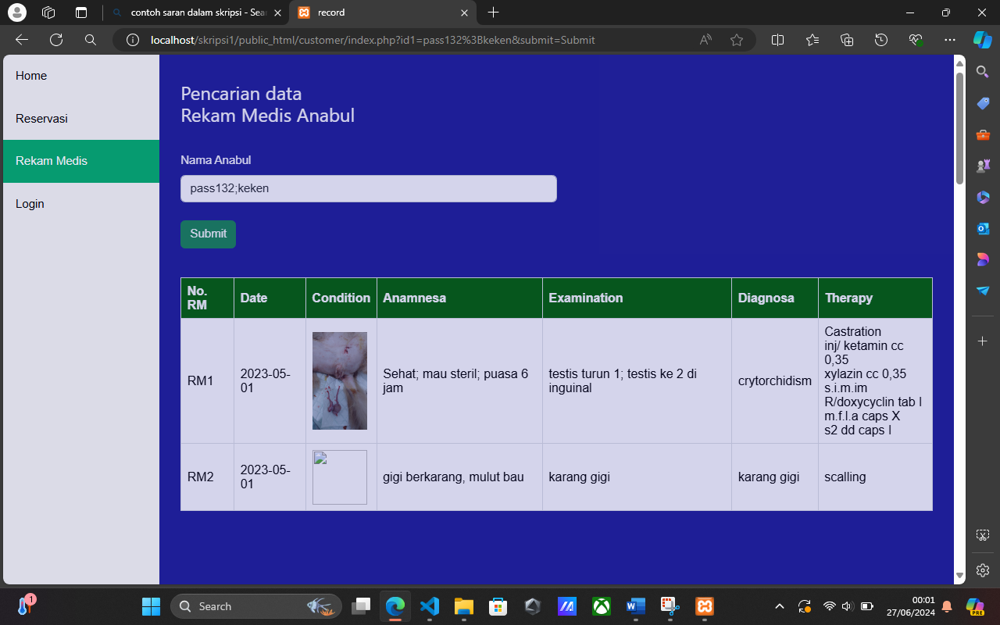 contoh saran dalam skripsi - Sea
record
localhost/skripsi1/public_html/customer/index.php?id1=pass132%3Bkeken&submit=Submit
Home
Reservasi
Rekam Medis
Login
Pencarian data
Rekam Medis Anabul
Nama Anabul
pass132;keken
Submit
No. RM Date Condition Anamnesa Examination Diagnosa Therapy
RM1
2023-05-
01
Sehat; mau steril; puasa 6
jam
testis turun 1; testis ke 2 di
inguinal
crytorchidism
Castration
inj/ ketamin cc
0,35
xylazin cc 0,35
s.i.m.im
R/doxycyclin tab I
m.f.l.a caps X
s2 dd caps I
RM2
2023-05-
01
gigi berkarang, mulut bau
karang gigi
karang gigi
scalling
1
Search
00:01
27/06/2024
PRE